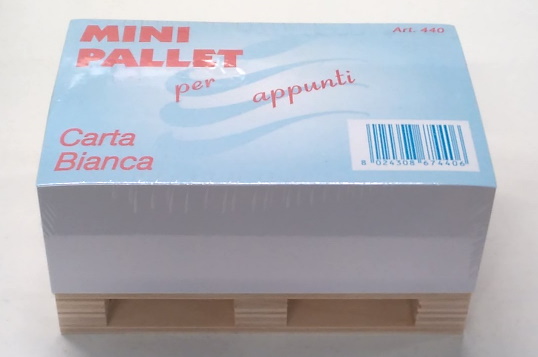 MINI
PALLET
Art. 440
per
appunti
Carta
Bianca
8 024308 674406